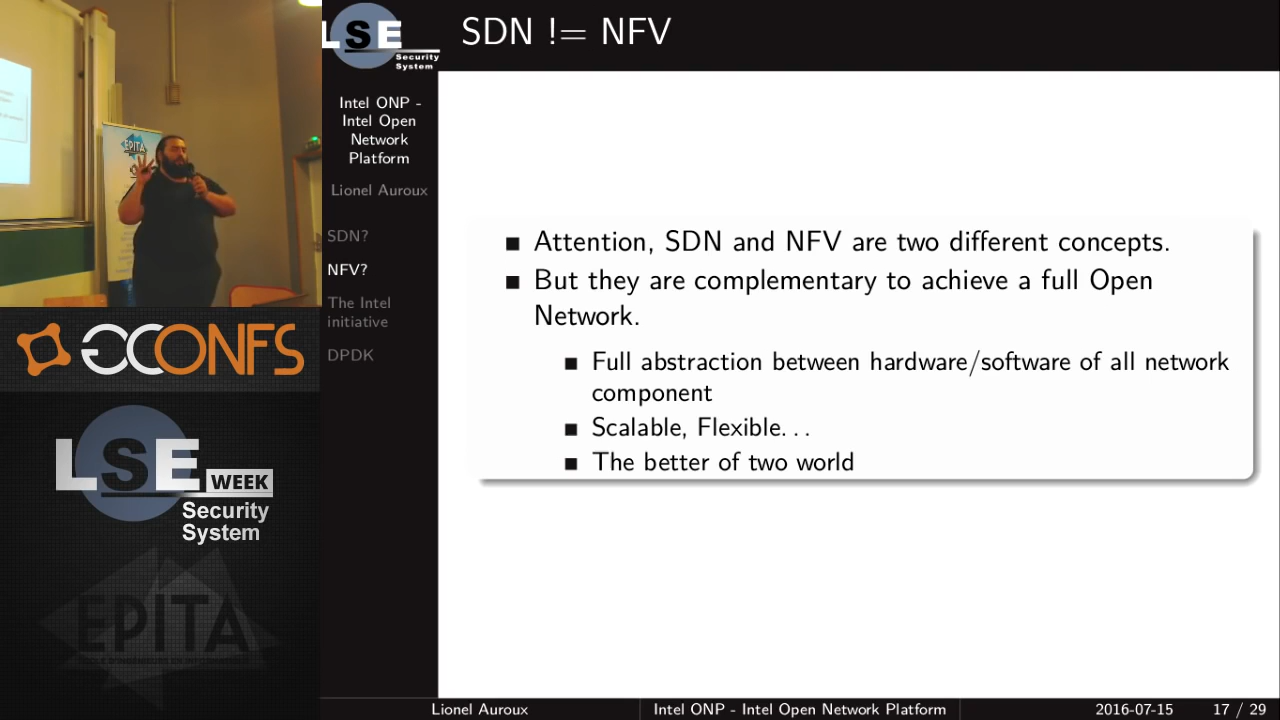 EPITA
GCONFS
LSE
WEEK
Security
System
EPITA
LSE
Security
System
SDN != NFV
Intel ONP -
Intel Open
Network
Platform
Lionel Auroux
SDN?
NFV?
The Intel
initiative
DPDK
Attention, SDN and NFV are two different concepts.
But they are complementary to achieve a full Open
Network.
Full abstraction between hardware/software of all network
component
Scalable, Flexible. . .
The better of two world
Lionel Auroux
Intel ONP - Intel Open Network Platform
2016-07-15
17 / 29